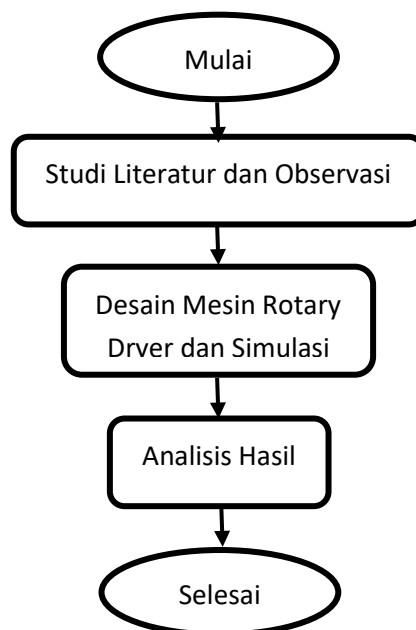 Mulai
Studi Literatur dan Observasi
Desain Mesin Rotary
Drver dan Simulasi
Analisis Hasil
Selesai